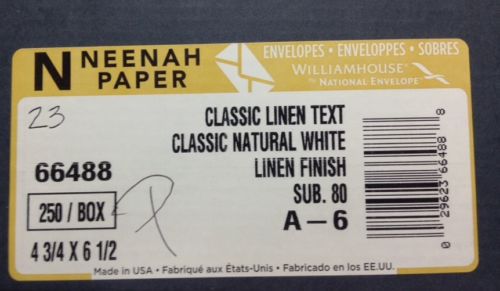 N NEENAH PAPER
ENVELOPES • ENVELOPPES • SOBRES
WILLIAMHOUSE
by NATIONAL ENVELOPE
23
CLASSIC LINEN TEXT
CLASSIC NATURAL WHITE
66488
LINEN FINISH
SUB. 80
250 / BOX
A – 6
4 3/4 X 6 1/2
0 29623 66488 8
Made in USA • Fabriqué aux États-Unis • Fabricado en los EE.UU.